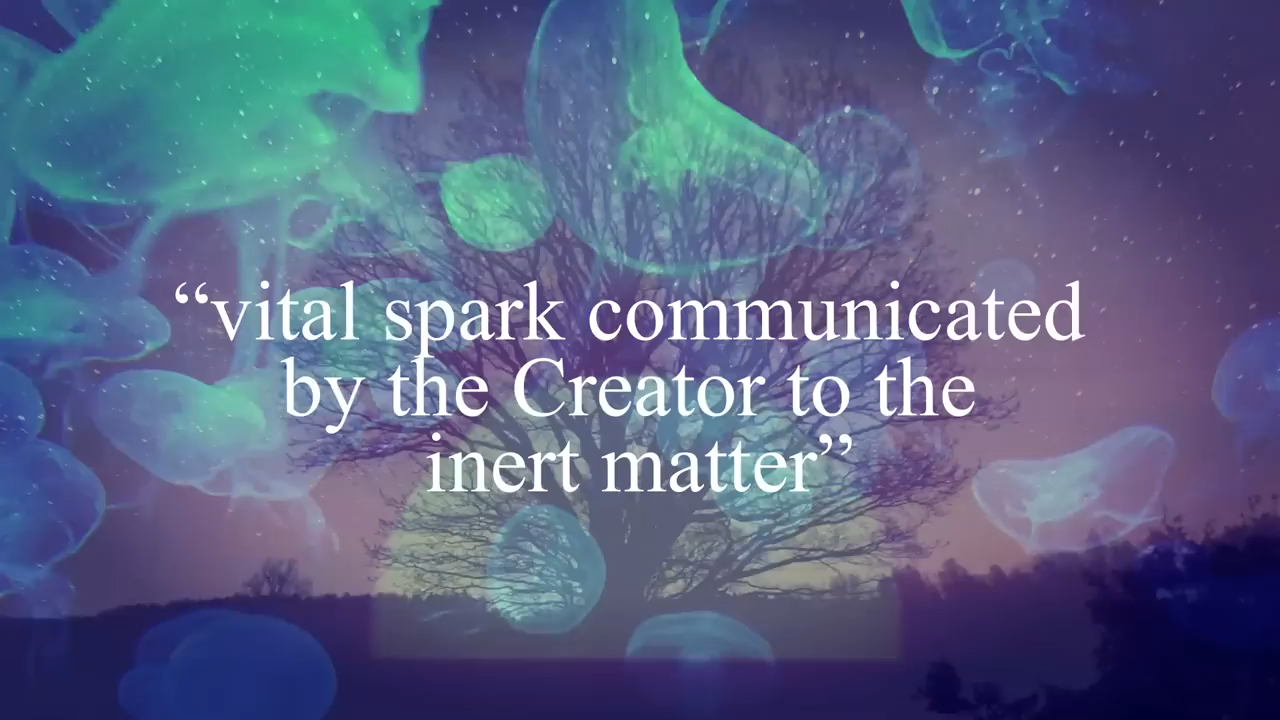 “vital spark communicated
by the Creator to the
inert matter”